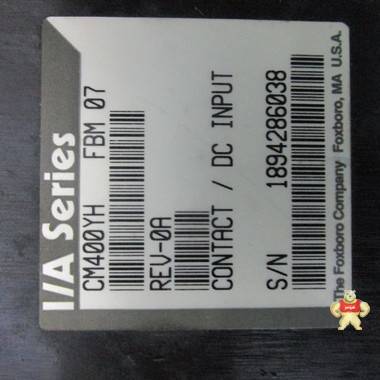 I/A Series
CM400YH FBM 07
REV-0A
CONTACT / DC INPUT
S/N 1894286038
The Foxboro Company Foxboro, MA U.S.A.